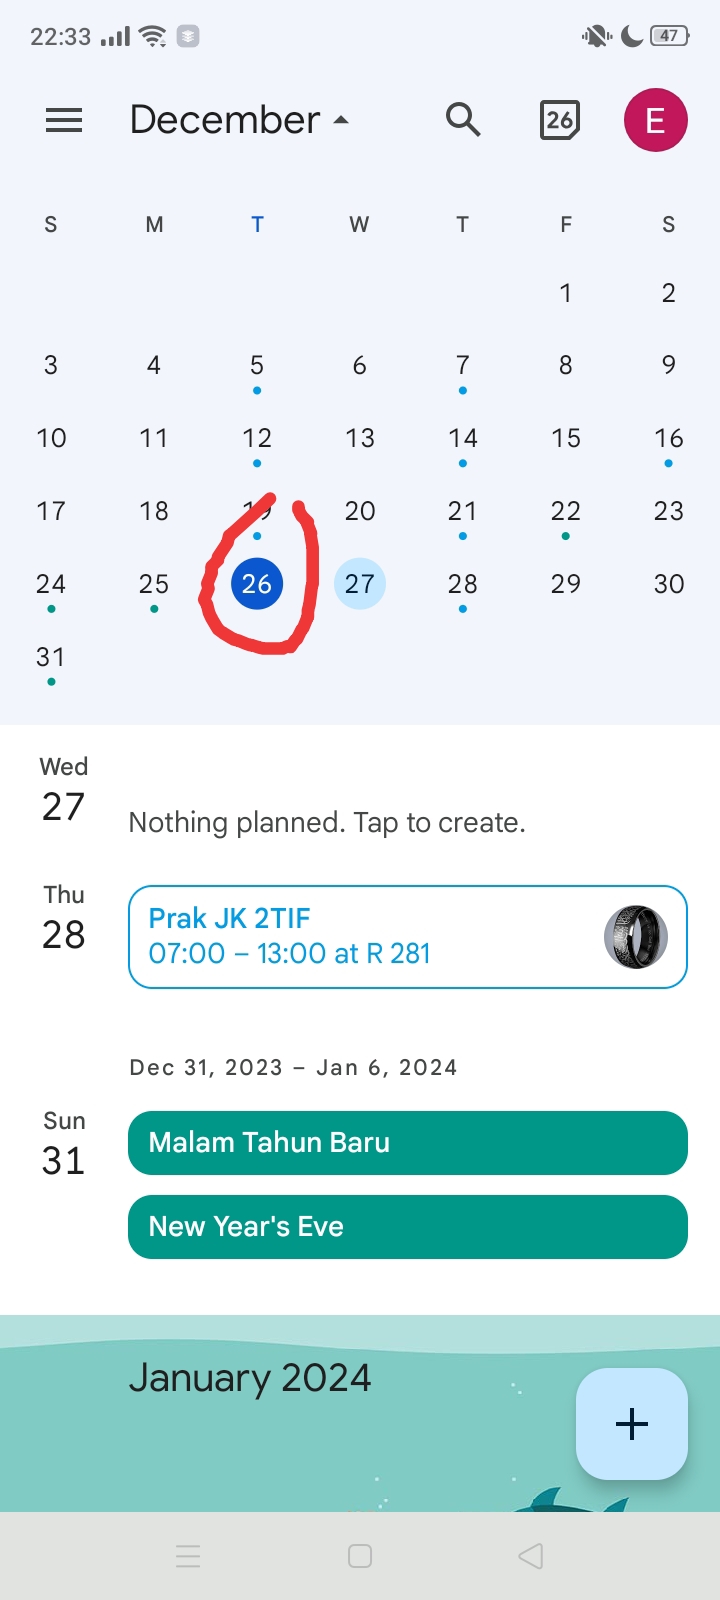 22:33 47
December 26 E
S M T W T F S
1 2
3 4 5 6 7 8 9
10 11 12 13 14 15 16
17 18 19 20 21 22 23
24 25 26 27 28 29 30
31
Wed
27
Nothing planned. Tap to create.
Thu
28
Prak JK 2TIF
07:00 – 13:00 at R 281
Dec 31, 2023 – Jan 6, 2024
Sun
31
Malam Tahun Baru
New Year's Eve
January 2024